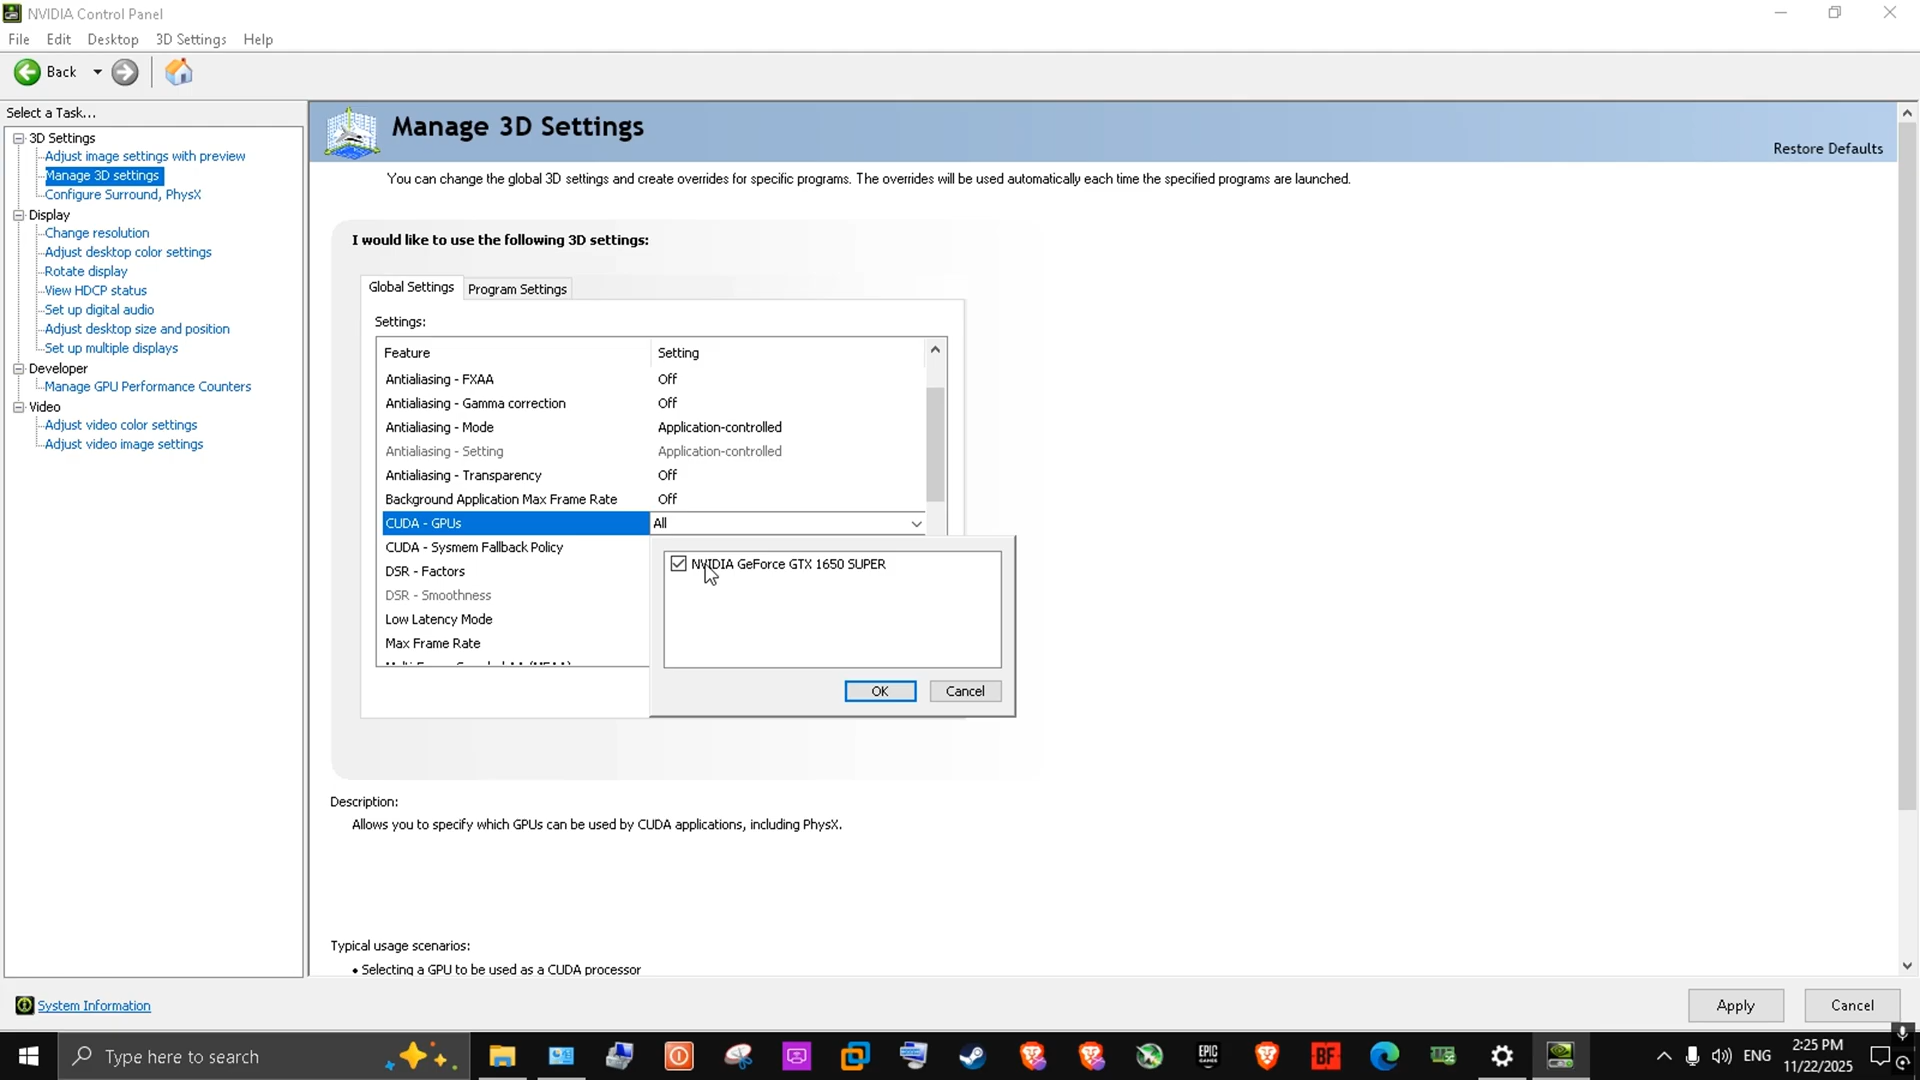 NVIDIA Control Panel
File Edit Desktop 3D Settings Help
Back
Select a Task...
3D Settings
Adjust image settings with preview
Manage 3D settings
Configure Surround, PhysX
Display
Change resolution
Adjust desktop color settings
Rotate display
View HDCP status
Set up digital audio
Adjust desktop size and position
Set up multiple displays
Developer
Manage GPU Performance Counters
Video
Adjust video color settings
Adjust video image settings
System Information
Manage 3D Settings
Restore Defaults
You can change the global 3D settings and create overrides for specific programs. The overrides will be used automatically each time the specified programs are launched.
I would like to use the following 3D settings:
Global Settings Program Settings
Settings:
Feature Setting
Antialiasing - FXAA Off
Antialiasing - Gamma correction Off
Antialiasing - Mode Application-controlled
Antialiasing - Setting Application-controlled
Antialiasing - Transparency Off
Background Application Max Frame Rate Off
CUDA - GPUs All
CUDA - Sysmem Fallback Policy
DSR - Factors
DSR - Smoothness
Low Latency Mode
Max Frame Rate
NVIDIA GeForce GTX 1650 SUPER
OK Cancel
Description:
Allows you to specify which GPUs can be used by CUDA applications, including PhysX.
Typical usage scenarios:
• Selecting a GPU to be used as a CUDA processor
Apply Cancel
Type here to search
EPIC
GAMES
BF
ENG
2:25 PM
11/22/2025